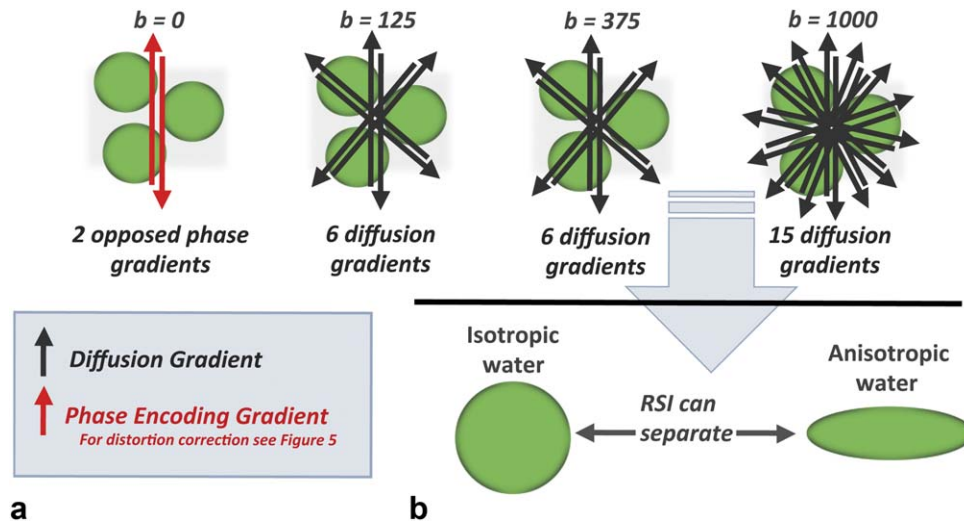 b = 0
b = 125
b = 375
b = 1000
2 opposed phase
gradients
6 diffusion
gradients
6 diffusion
gradients
15 diffusion
gradients
Diffusion Gradient
Phase Encoding Gradient
For distortion correction see Figure 5
Isotropic
water
RSI can
separate
Anisotropic
water
a
b